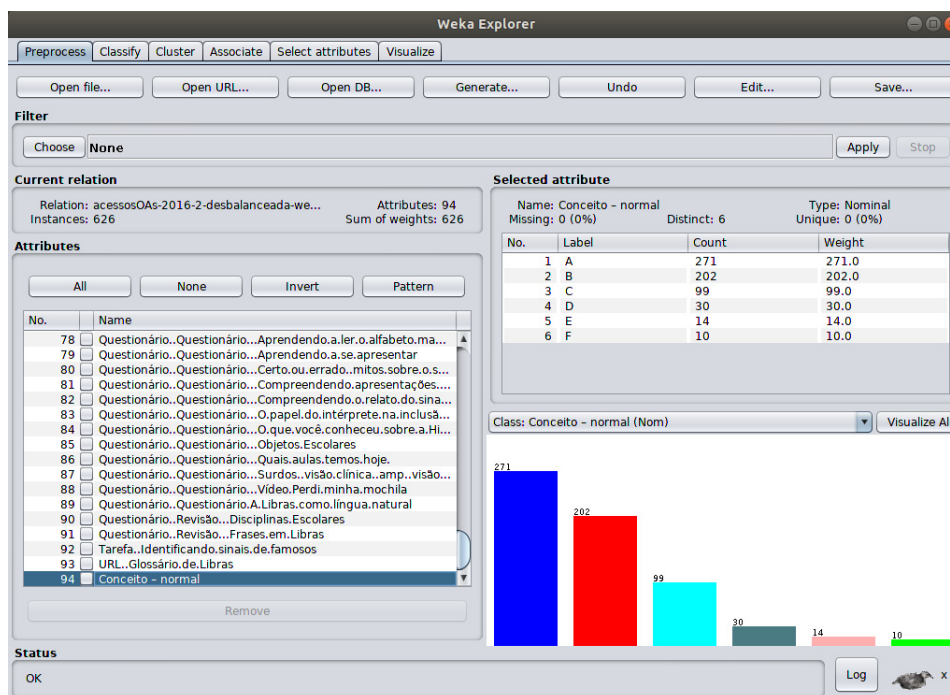 Weka Explorer
Preprocess Classify Cluster Associate Select attributes Visualize
Open file... Open URL... Open DB... Generate... Undo Edit... Save...
Filter
Choose None Apply Stop
Current relation
Relation: acessosOAs-2016-2-desbalanceada-we... Attributes: 94
Instances: 626 Sum of weights: 626
Attributes
All None Invert Pattern
No. Name
78 Questionário..Questionário...Aprendendo.a.ler.o.alfabeto.ma...
79 Questionário..Questionário...Aprendendo.a.se.apresentar
80 Questionário..Questionário...Certo.ou.errado..mitos.sobre.o.s...
81 Questionário..Questionário...Compreendendo.apresentações....
82 Questionário..Questionário...Compreendendo.o.relato.do.sina...
83 Questionário..Questionário...O.papel.do.intérprete.na.inclusã...
84 Questionário..Questionário...O.que.você.conheceu.sobre.a.Hi...
85 Questionário..Questionário...Objetos.Escolares
86 Questionário..Questionário...Quais.aulas.temos.hoje.
87 Questionário..Questionário...Surdos..visão.clínica..amp..visão...
88 Questionário..Questionário...Vídeo.Perdi.minha.mochila
89 Questionário..Questionário.A.Libras.como.língua.natural
90 Questionário..Revisão...Disciplinas.Escolares
91 Questionário..Revisão...Frases.em.Libras
92 Tarefa..Identificando.sinais.de.famosos
93 URL..Glossário.de.Libras
94 Conceito – normal
Remove
Selected attribute
Name: Conceito – normal Type: Nominal
Missing: 0 (0%) Distinct: 6 Unique: 0 (0%)
No. Label Count Weight
1 A 271 271.0
2 B 202 202.0
3 C 99 99.0
4 D 30 30.0
5 E 14 14.0
6 F 10 10.0
Class: Conceito – normal (Nom) Visualize Al
271
202
99
30
14
10
Status
OK
Log x